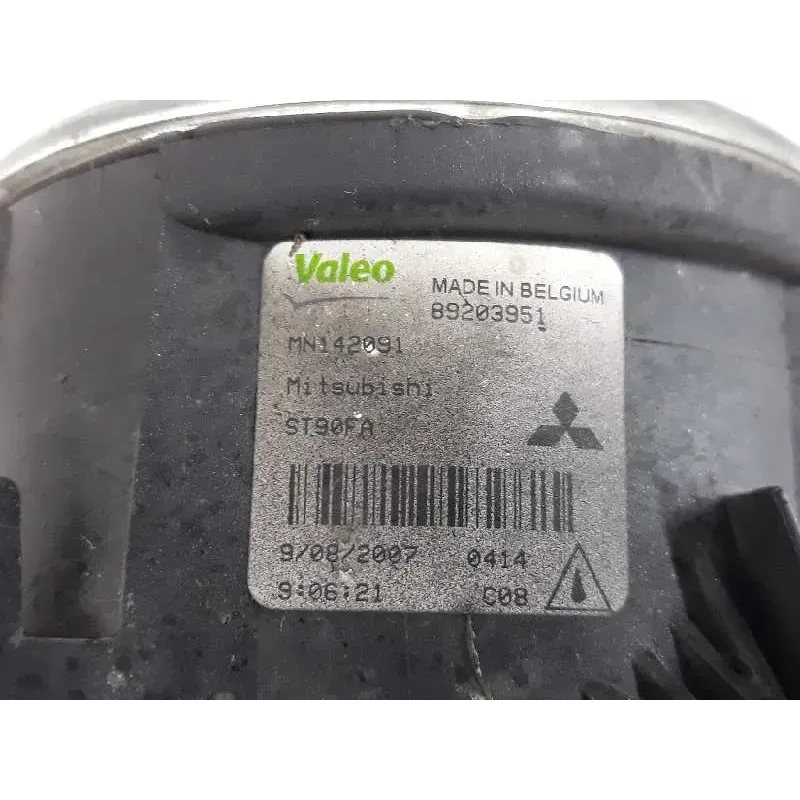 Valeo
MADE IN BELGIUM
89203951
MN142091
Mitsubishi
ST90FA
9/08/2007 0414
9:06:21 C08